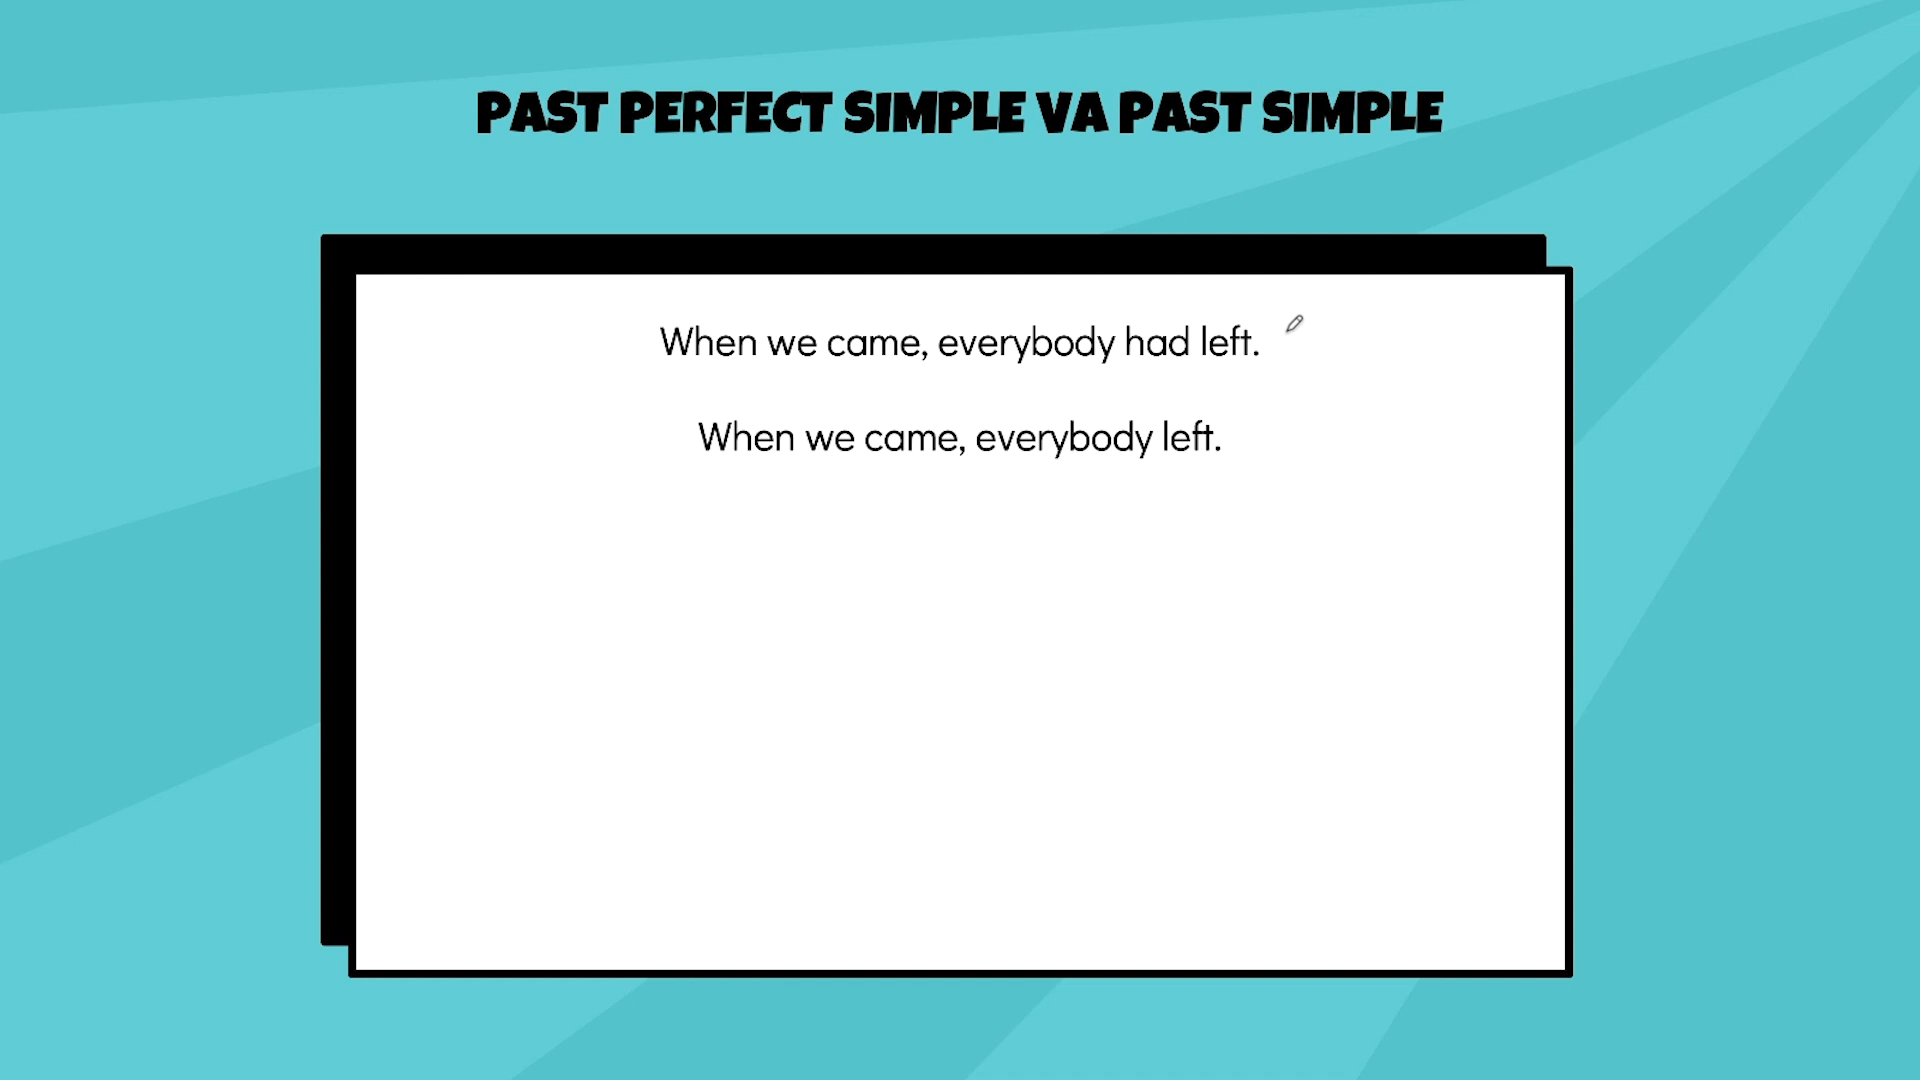 PAST PERFECT SIMPLE VA PAST SIMPLE
When we came, everybody had left.
When we came, everybody left.